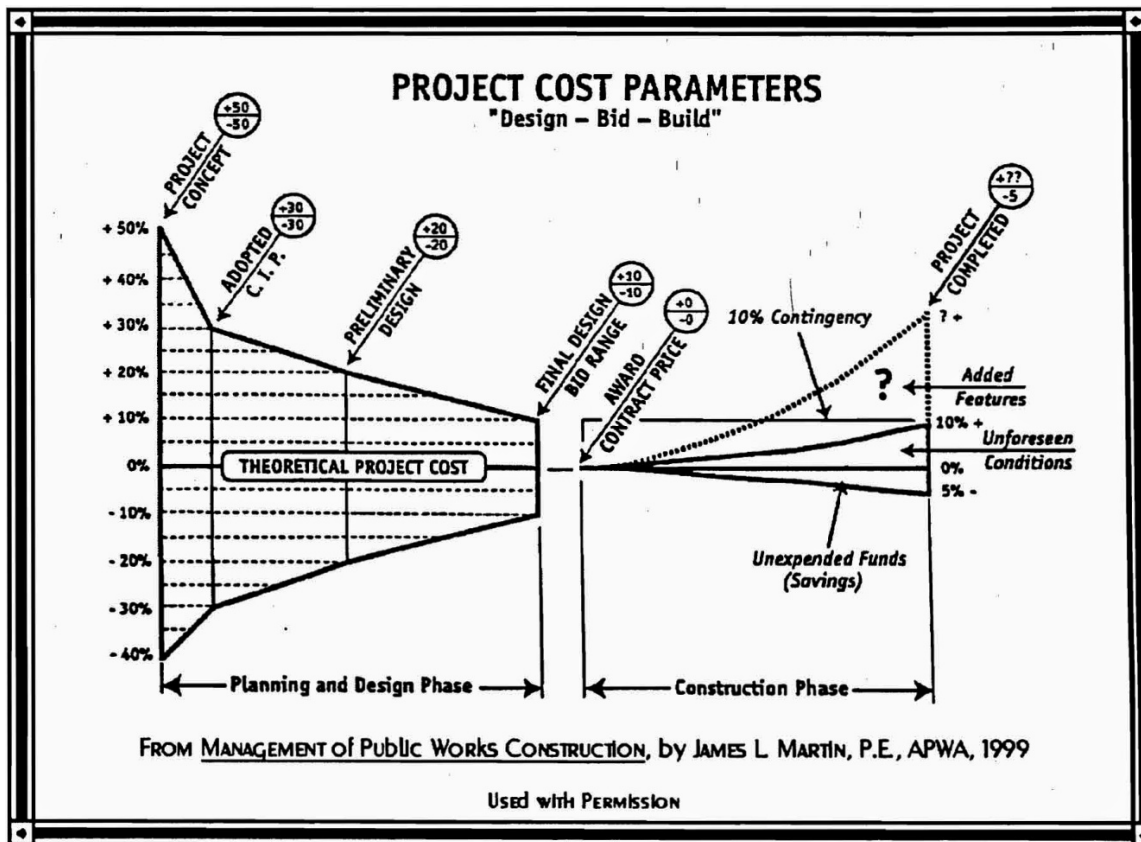 PROJECT COST PARAMETERS
"Design – Bid – Build"
+50
-50
PROJECT
CONCEPT
+30
-30
ADOPTED
C. I. P.
+20
-20
PRELIMINARY
DESIGN
+10
-10
FINAL DESIGN
BID RANGE
+0
-0
AWARD
CONTRACT PRICE
+??
-5
PROJECT
COMPLETED
+ 50%
+ 40%
+ 30%
+ 20%
+ 10%
0%
- 10%
- 20%
- 30%
- 40%
THEORETICAL PROJECT COST
10% Contingency
? +
?
Added
Features
10% +
Unforeseen
Conditions
0%
5% -
Unexpended Funds
(Savings)
Planning and Design Phase
Construction Phase
From Management of Public Works Construction, by James L. Martin, P.E., APWA, 1999
Used with Permission